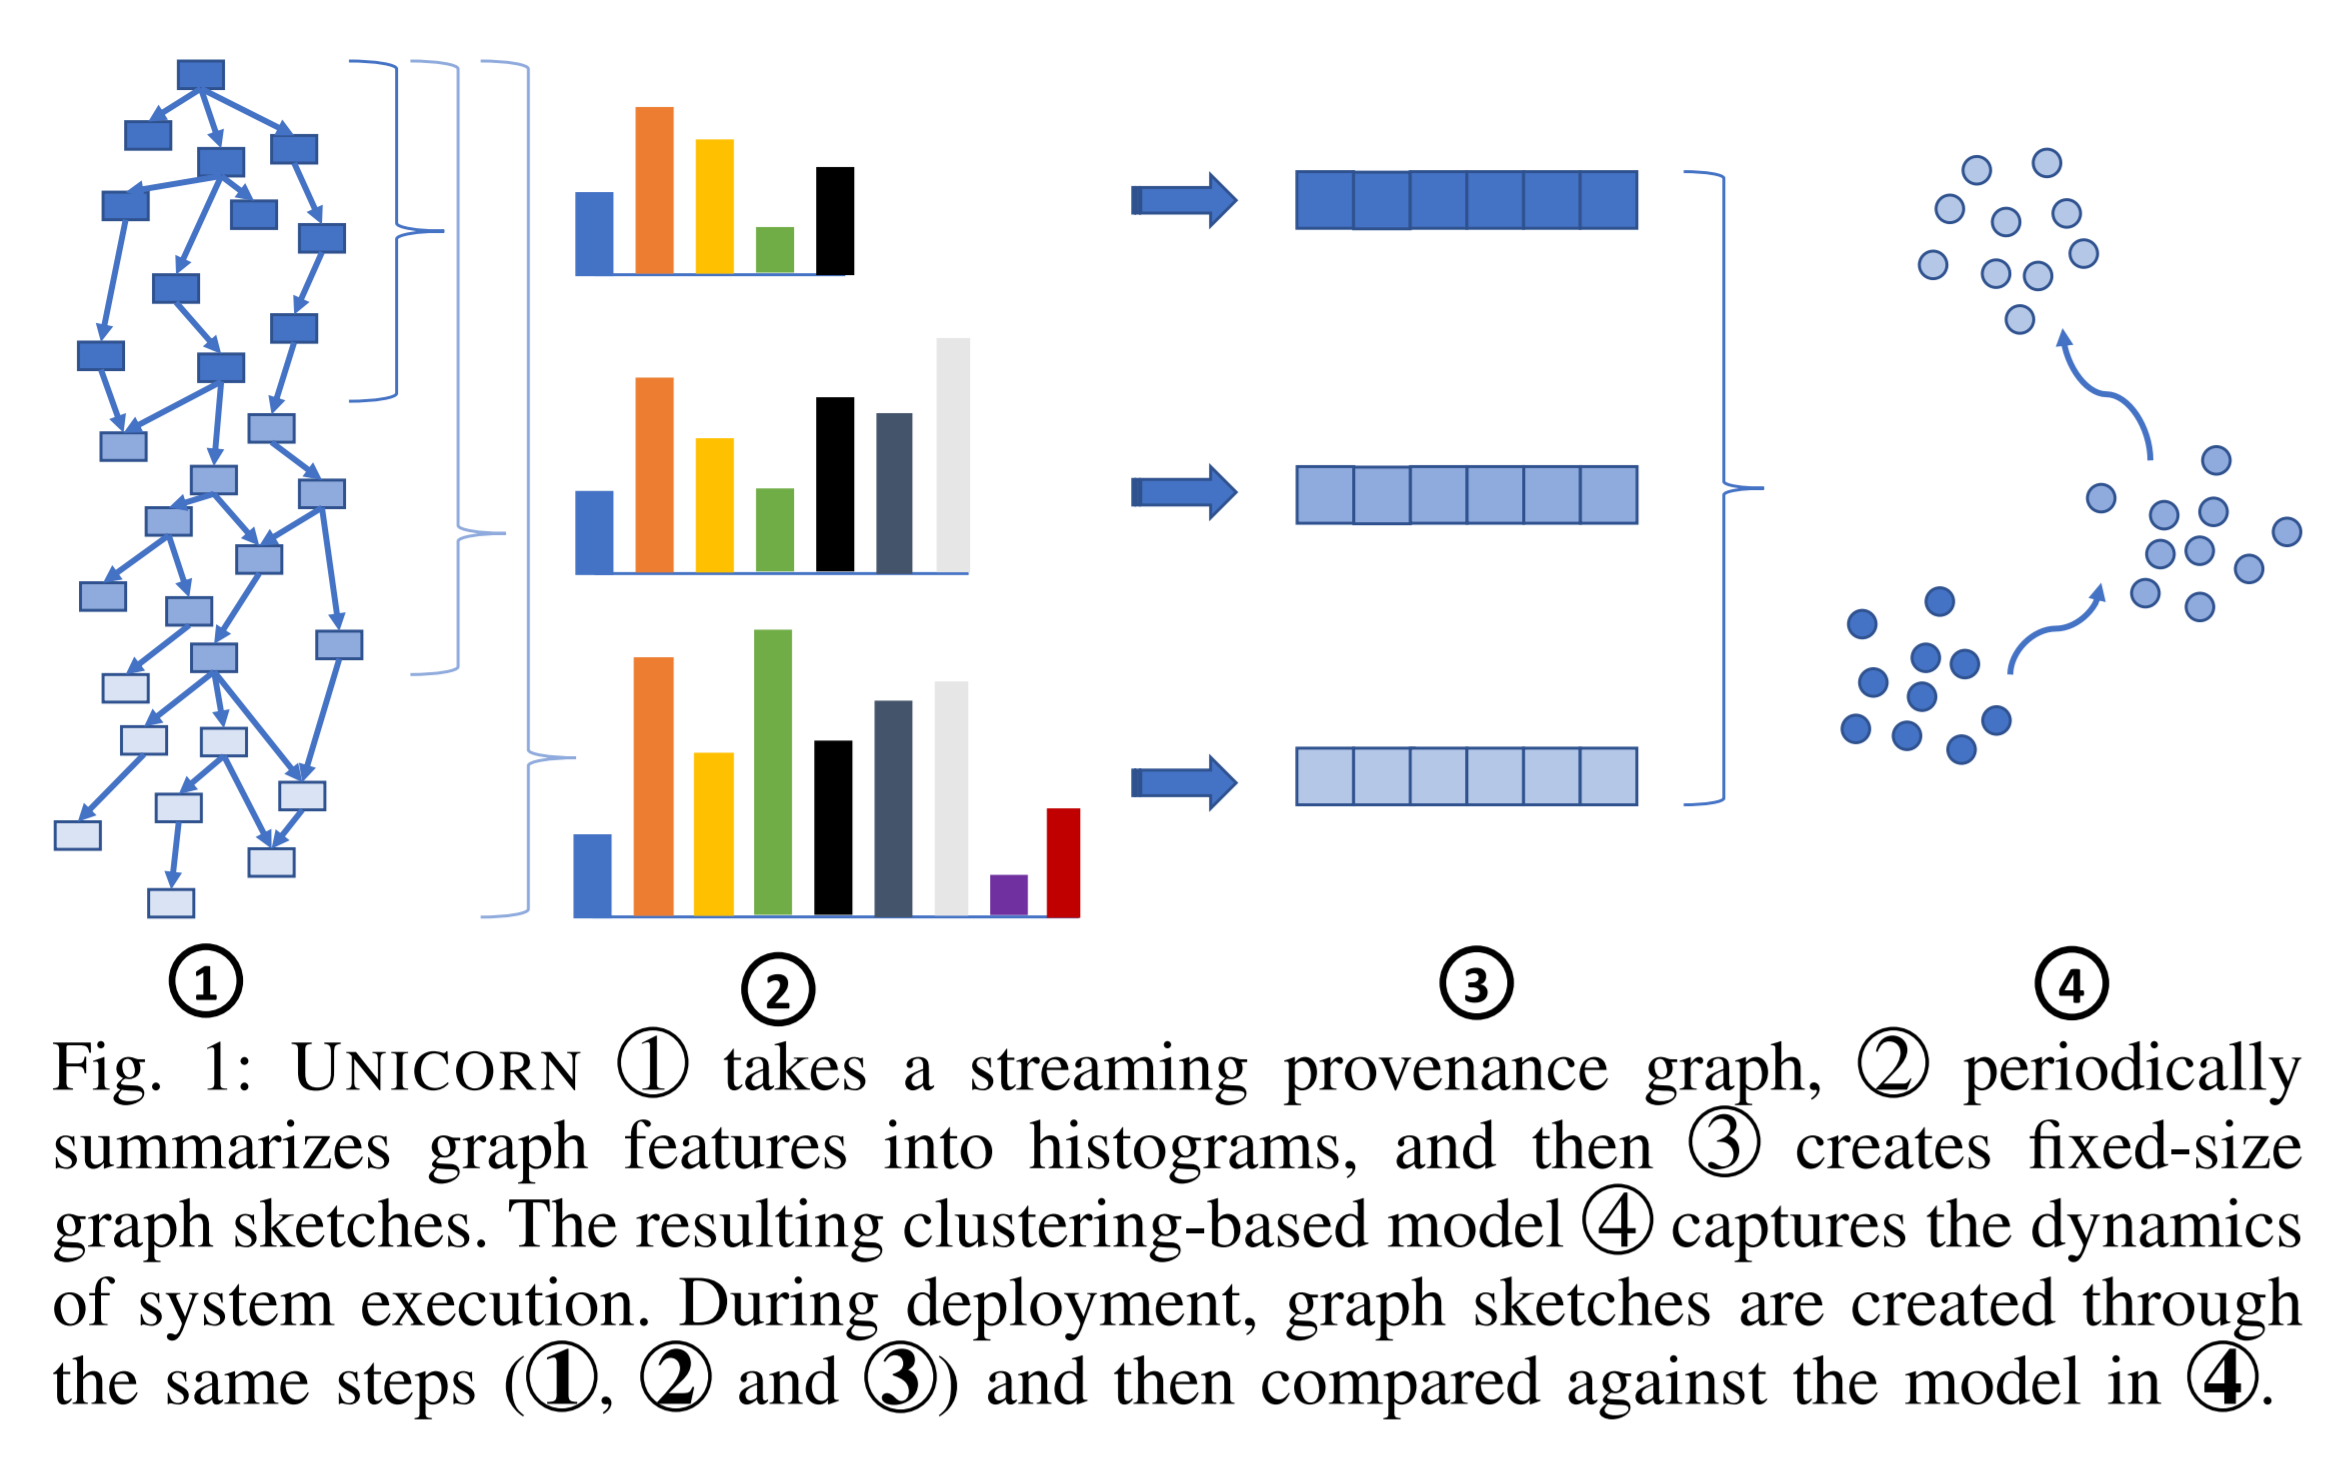 ① ② ③ ④
Fig. 1: UNICORN ① takes a streaming provenance graph, ② periodically
summarizes graph features into histograms, and then ③ creates fixed-size
graph sketches. The resulting clustering-based model ④ captures the dynamics
of system execution. During deployment, graph sketches are created through
the same steps (①, ② and ③) and then compared against the model in ④.